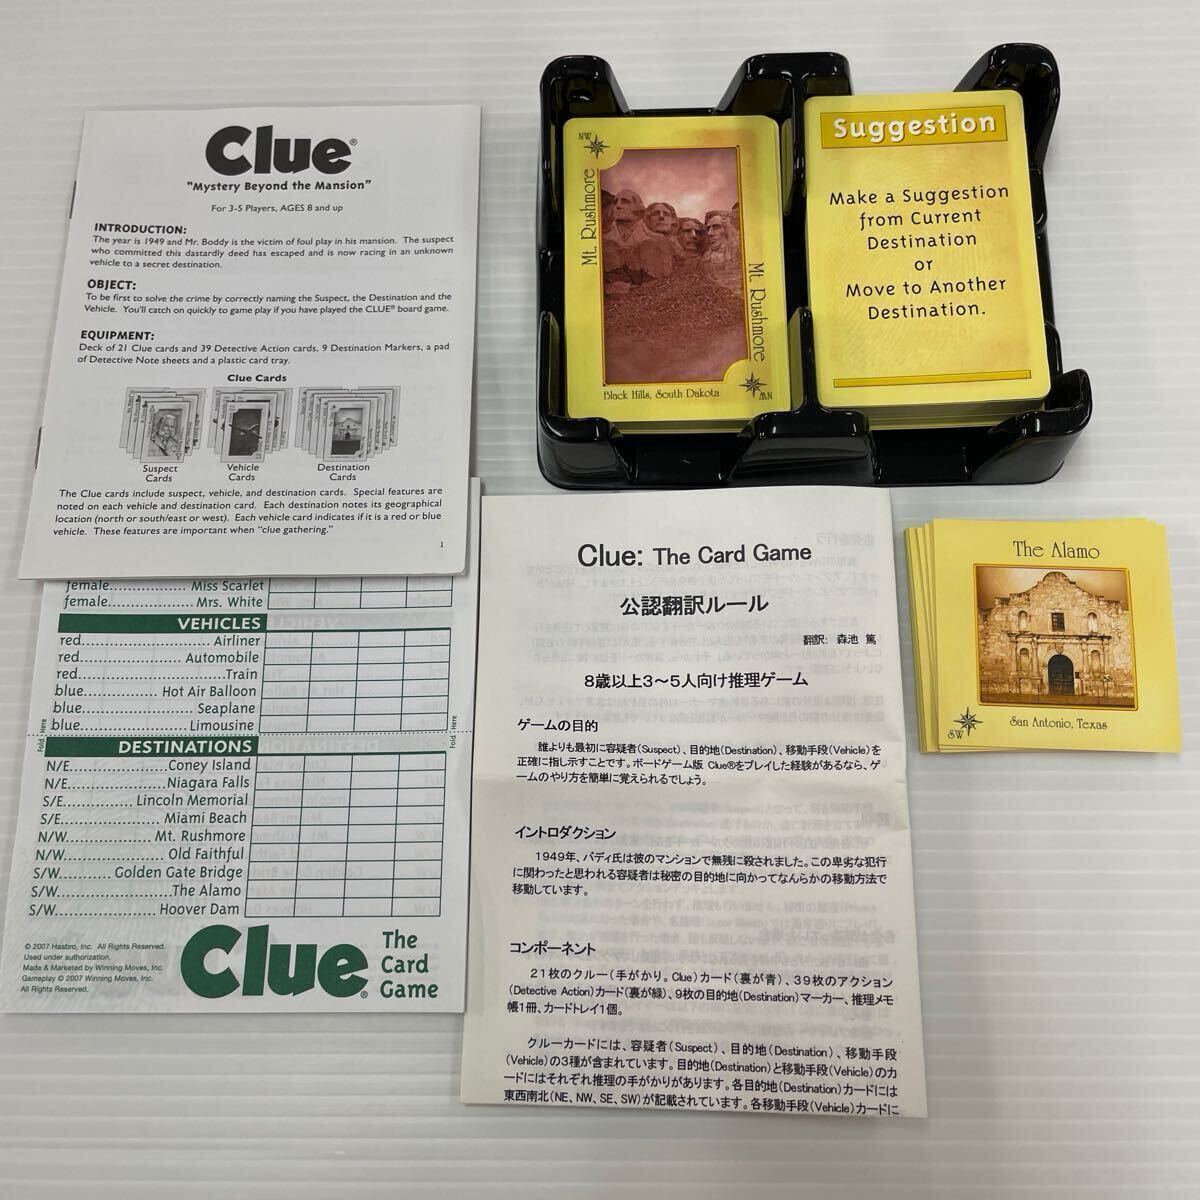 Clue®
"Mystery Beyond the Mansion"
For 3-5 Players, AGES 8 and up
INTRODUCTION:
The year is 1949 and Mr. Boddy is the victim of foul play in his mansion. The suspect
who committed this dastardly deed has escaped and is now racing in an unknown
vehicle to a secret destination.
OBJECT:
To be first to solve the crime by correctly naming the Suspect, the Destination and the
Vehicle. You'll catch on quickly to game play if you have played the CLUE® board game.
EQUIPMENT:
Deck of 21 Clue cards and 39 Detective Action cards, 9 Destination Markers, a pad
of Detective Note sheets and a plastic card tray.
Clue Cards
Suspect
Cards
Vehicle
Cards
Destination
Cards
The Clue cards include suspect, vehicle, and destination cards. Special features are
noted on each vehicle and destination card. Each destination notes its geographical
location (north or south/east or west). Each vehicle card indicates if it is a red or blue
vehicle. These features are important when "clue gathering."
1
NW
Mt. Rushmore
Mt. Rushmore
Black Hills, South Dakota
NW
Suggestion
Make a Suggestion
from Current
Destination
or
Move to Another
Destination.
female.................. Miss Scarlet
female.................. Mrs. White
VEHICLES
red............................ Airliner
red..................... Automobile
red...............................Train
blue.............. Hot Air Balloon
blue........................Seaplane
blue......................Limousine
Fold : Here
Fold : Here
DESTINATIONS
N/E................... Coney Island
N/E.................Niagara Falls
S/E............ Lincoln Memorial
S/E.................. Miami Beach
N/W................Mt. Rushmore
N/W.................. Old Faithful
S/W........Golden Gate Bridge
S/W.....................The Alamo
S/W................... Hoover Dam
© 2007 Hasbro, Inc. All Rights Reserved.
Used under authorization.
Made & Marketed by Winning Moves, Inc.
Gameplay © 2007 Winning Moves, Inc.
All Rights Reserved.
Clue®
The
Card
Game
Clue: The Card Game
公認翻訳ルール
翻訳: 森池 篤
8歳以上3～5人向け推理ゲーム
ゲームの目的
誰よりも最初に容疑者(Suspect)、目的地(Destination)、移動手段(Vehicle)を
正確に指し示すことです。ボードゲーム版 Clue®をプレイした経験があるなら、ゲ
ームのやり方を簡単に覚えられるでしょう。
イントロダクション
1949年、バディ氏は彼のマンションで無残に殺されました。この卑劣な犯行
に関わったと思われる容疑者は秘密の目的地に向かってなんらかの移動方法で
移動しています。
コンポーネント
21枚のクルー(手がかり。Clue)カード(裏が青)、39枚のアクション
(Detective Action)カード(裏が緑)、9枚の目的地(Destination)マーカー、推理メモ
帳1冊、カードトレイ1個。
クルーカードには、容疑者(Suspect)、目的地(Destination)、移動手段
(Vehicle)の3種が含まれています。目的地(Destination)と移動手段(Vehicle)のカ
ードにはそれぞれ推理の手がかりがあります。各目的地(Destination)カードには
東西南北(NE、NW、SE、SW)が記載されています。各移動手段(Vehicle)カードに
The Alamo
San Antonio, Texas
SW